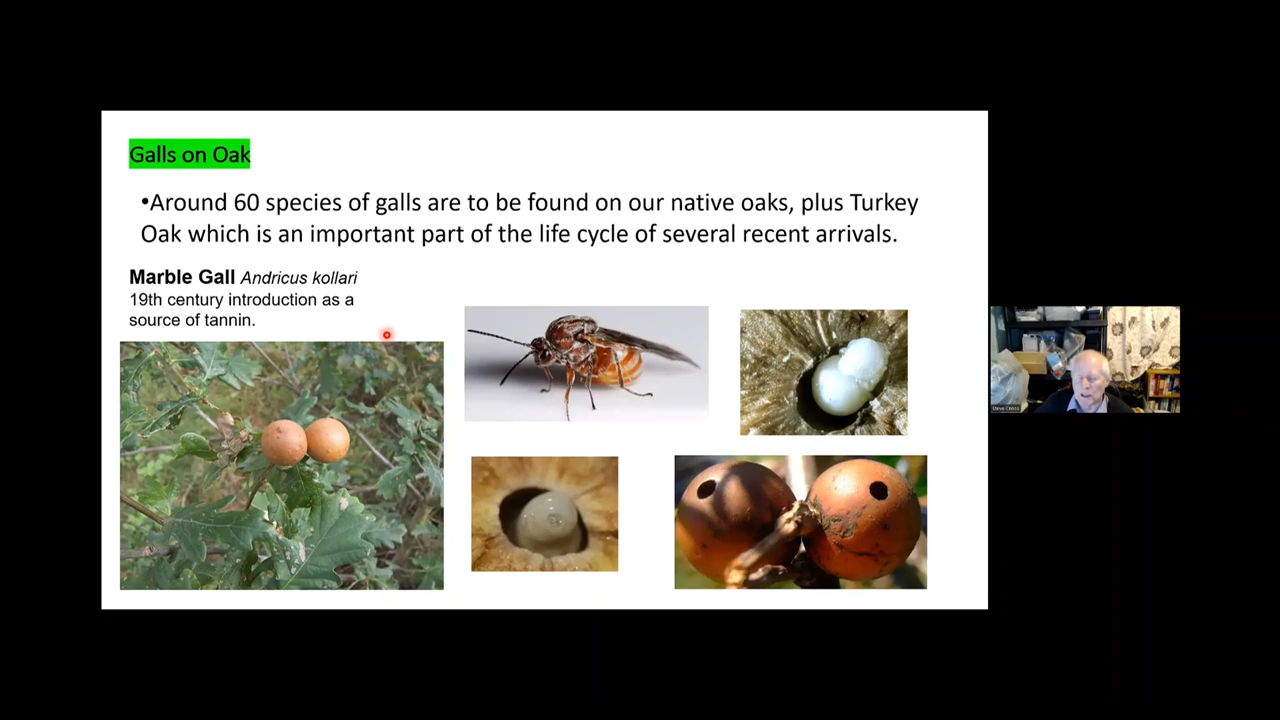 Galls on Oak
•Around 60 species of galls are to be found on our native oaks, plus Turkey
Oak which is an important part of the life cycle of several recent arrivals.
Marble Gall Andricus kollari
19th century introduction as a
source of tannin.
Steve Cross